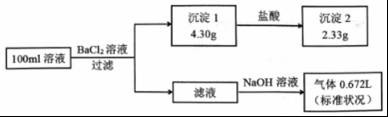 沉淀 1
4.30g
盐酸
沉淀 2
2.33g
100ml 溶液
BaCl₂ 溶液
过滤
滤液
NaOH 溶液
气体 0.672L
（标准状况）